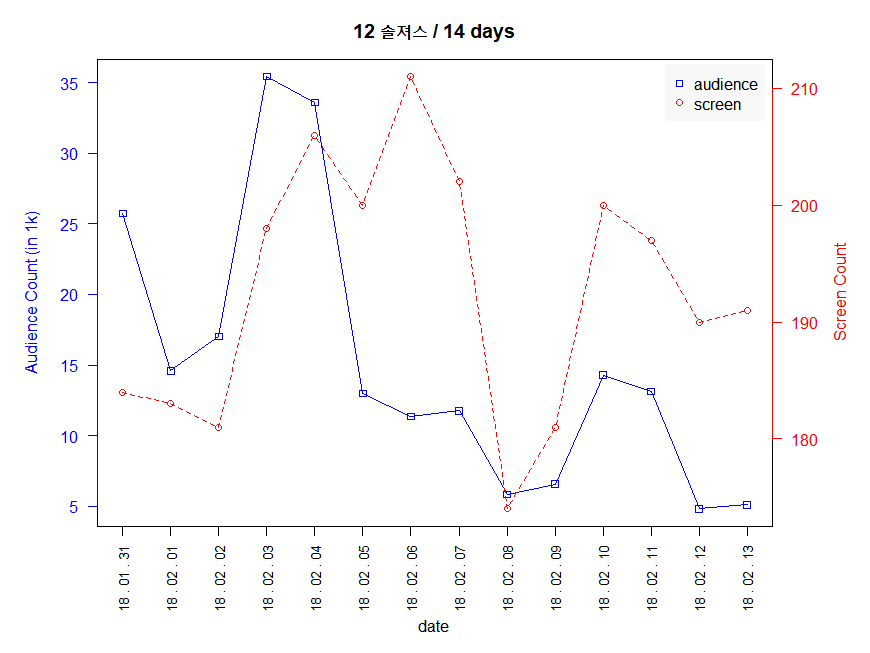 12 솔져스 / 14 days
audience
screen
Audience Count (in 1k)
35
30
25
20
15
10
5
210
200
190
180
Screen Count
18 . 01 . 31
18 . 02 . 01
18 . 02 . 02
18 . 02 . 03
18 . 02 . 04
18 . 02 . 05
18 . 02 . 06
18 . 02 . 07
18 . 02 . 08
18 . 02 . 09
18 . 02 . 10
18 . 02 . 11
18 . 02 . 12
18 . 02 . 13
date